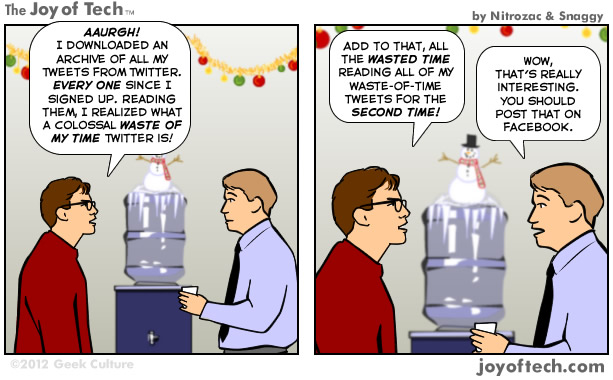 The Joy of Tech™
by Nitrozac & Snaggy
AAURGH!
I DOWNLOADED AN
ARCHIVE OF ALL MY
TWEETS FROM TWITTER.
EVERY ONE SINCE I
SIGNED UP. READING
THEM, I REALIZED WHAT
A COLOSSAL WASTE OF
MY TIME TWITTER IS!
ADD TO THAT, ALL
THE WASTED TIME
READING ALL OF MY
WASTE-OF-TIME
TWEETS FOR THE
SECOND TIME!
WOW,
THAT'S REALLY
INTERESTING.
YOU SHOULD
POST THAT ON
FACEBOOK.
©2012 Geek Culture
joyoftech.com